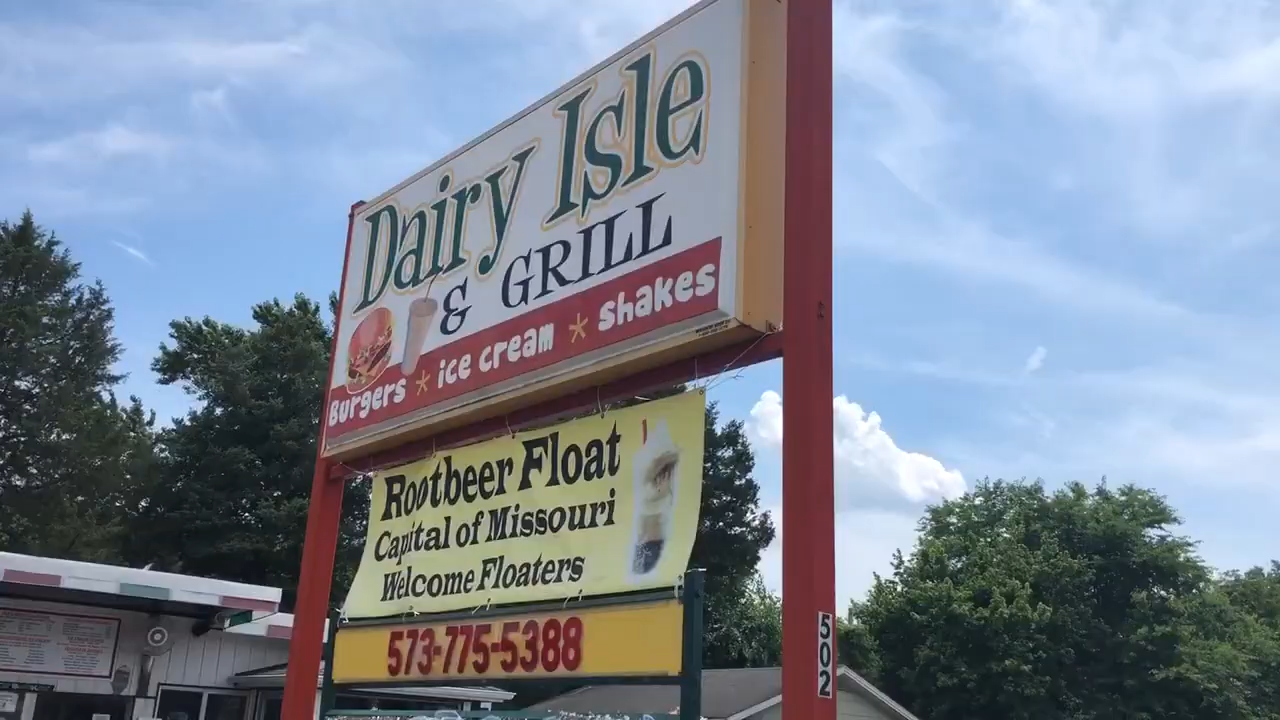 Dairy Isle
& GRILL
Burgers * ice cream * shakes
Rootbeer Float
Capital of Missouri
Welcome Floaters
573-775-5388
502